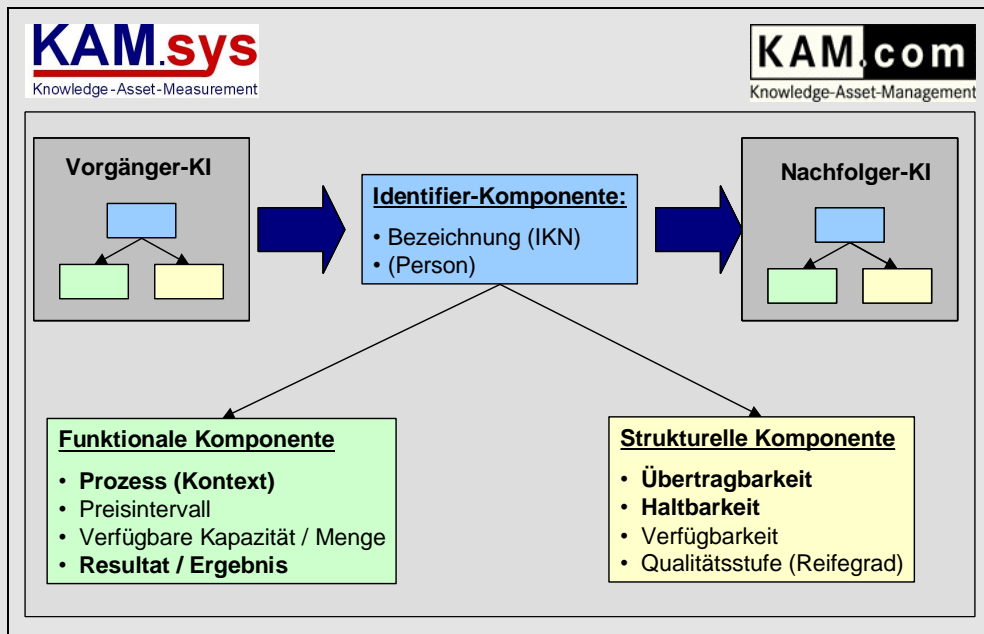 KAM.sys
Knowledge-Asset-Measurement
KAM.com
Knowledge-Asset-Management
Vorgänger-KI
Identifier-Komponente:
• Bezeichnung (IKN)
• (Person)
Nachfolger-KI
Funktionale Komponente
• Prozess (Kontext)
• Preisintervall
• Verfügbare Kapazität / Menge
• Resultat / Ergebnis
Strukturelle Komponente
• Übertragbarkeit
• Haltbarkeit
• Verfügbarkeit
• Qualitätsstufe (Reifegrad)